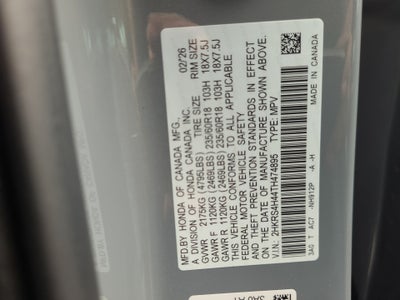 MFD.BY HONDA OF CANADA MFG., 02/26
A DIVISION OF HONDA CANADA INC. TIRE SIZE RIM SIZE
GVWR 2175KG (4795LBS)
GAWR F 1120KG (2469LBS) 235/60R18 103H 18X7.5J
GAWR R 1120KG (2469LBS) 235/60R18 103H 18X7.5J
THIS VEHICLE CONFORMS TO ALL APPLICABLE
FEDERAL MOTOR VEHICLE SAFETY
AND THEFT PREVENTION STANDARDS IN EFFECT
ON THE DATE OF MANUFACTURE SHOWN ABOVE.
V.I.N: 2HKRS4H44TH474895 TYPE: MPV
3A0 T AC7 -NH912P -A -H MADE IN CANADA